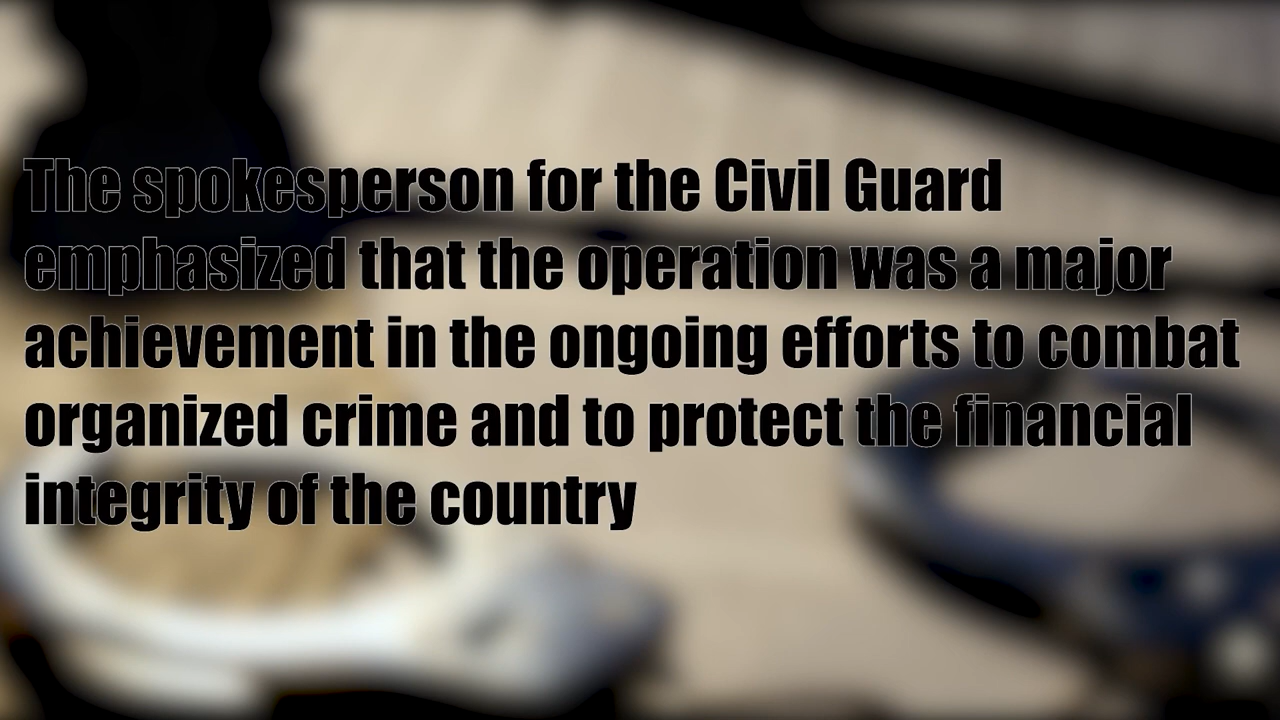 The spokesperson for the Civil Guard
emphasized that the operation was a major
achievement in the ongoing efforts to combat
organized crime and to protect the financial
integrity of the country